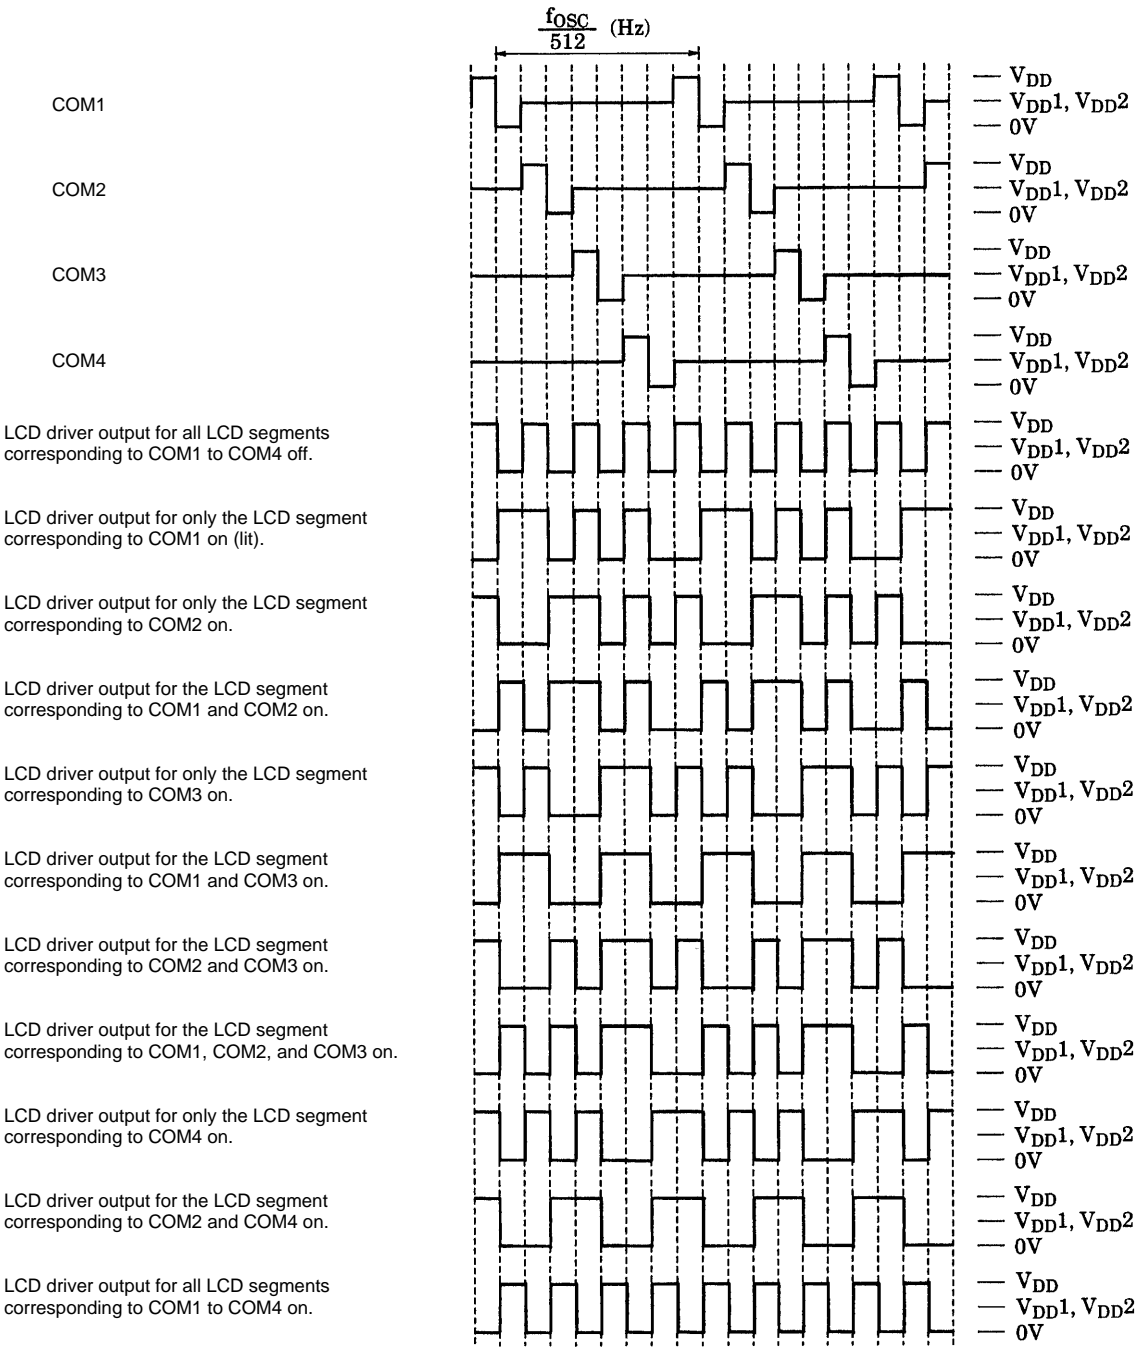 fOSC
512
(Hz)
COM1
VDD
VDD1, VDD2
0V
COM2
VDD
VDD1, VDD2
0V
COM3
VDD
VDD1, VDD2
0V
COM4
VDD
VDD1, VDD2
0V
LCD driver output for all LCD segments
corresponding to COM1 to COM4 off.
VDD
VDD1, VDD2
0V
LCD driver output for only the LCD segment
corresponding to COM1 on (lit).
VDD
VDD1, VDD2
0V
LCD driver output for only the LCD segment
corresponding to COM2 on.
VDD
VDD1, VDD2
0V
LCD driver output for the LCD segment
corresponding to COM1 and COM2 on.
VDD
VDD1, VDD2
0V
LCD driver output for only the LCD segment
corresponding to COM3 on.
VDD
VDD1, VDD2
0V
LCD driver output for the LCD segment
corresponding to COM1 and COM3 on.
VDD
VDD1, VDD2
0V
LCD driver output for the LCD segment
corresponding to COM2 and COM3 on.
VDD
VDD1, VDD2
0V
LCD driver output for the LCD segment
corresponding to COM1, COM2, and COM3 on.
VDD
VDD1, VDD2
0V
LCD driver output for only the LCD segment
corresponding to COM4 on.
VDD
VDD1, VDD2
0V
LCD driver output for the LCD segment
corresponding to COM2 and COM4 on.
VDD
VDD1, VDD2
0V
LCD driver output for all LCD segments
corresponding to COM1 to COM4 on.
VDD
VDD1, VDD2
0V